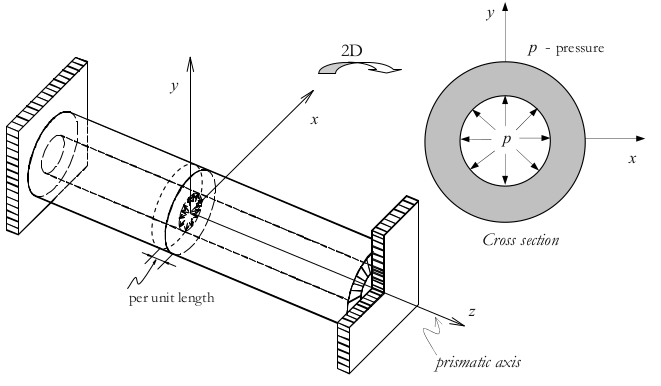 y
x
2D
per unit length
z
prismatic axis
y
p - pressure
p
x
Cross section